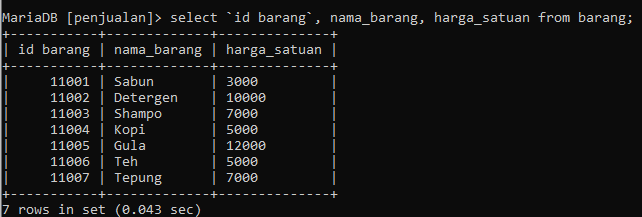 MariaDB [penjualan]> select `id barang`, nama_barang, harga_satuan from barang;
+-----------+-------------+--------------+
| id barang | nama_barang | harga_satuan |
+-----------+-------------+--------------+
|     11001 | Sabun       | 3000         |
|     11002 | Detergen    | 10000        |
|     11003 | Shampo      | 7000         |
|     11004 | Kopi        | 5000         |
|     11005 | Gula        | 12000        |
|     11006 | Teh         | 5000         |
|     11007 | Tepung      | 7000         |
+-----------+-------------+--------------+
7 rows in set (0.043 sec)